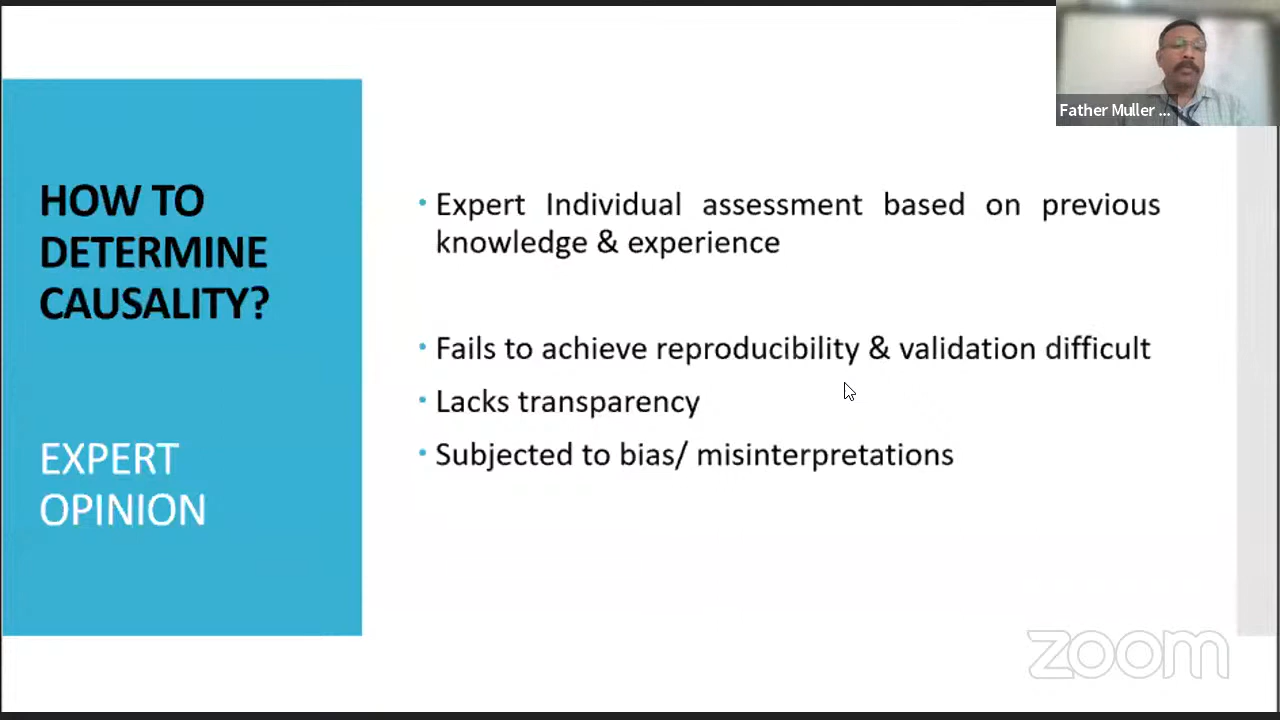 HOW TO
DETERMINE
CAUSALITY?
EXPERT
OPINION
• Expert Individual assessment based on previous
knowledge & experience
• Fails to achieve reproducibility & validation difficult
• Lacks transparency
• Subjected to bias/ misinterpretations
Father Muller ...
zoom